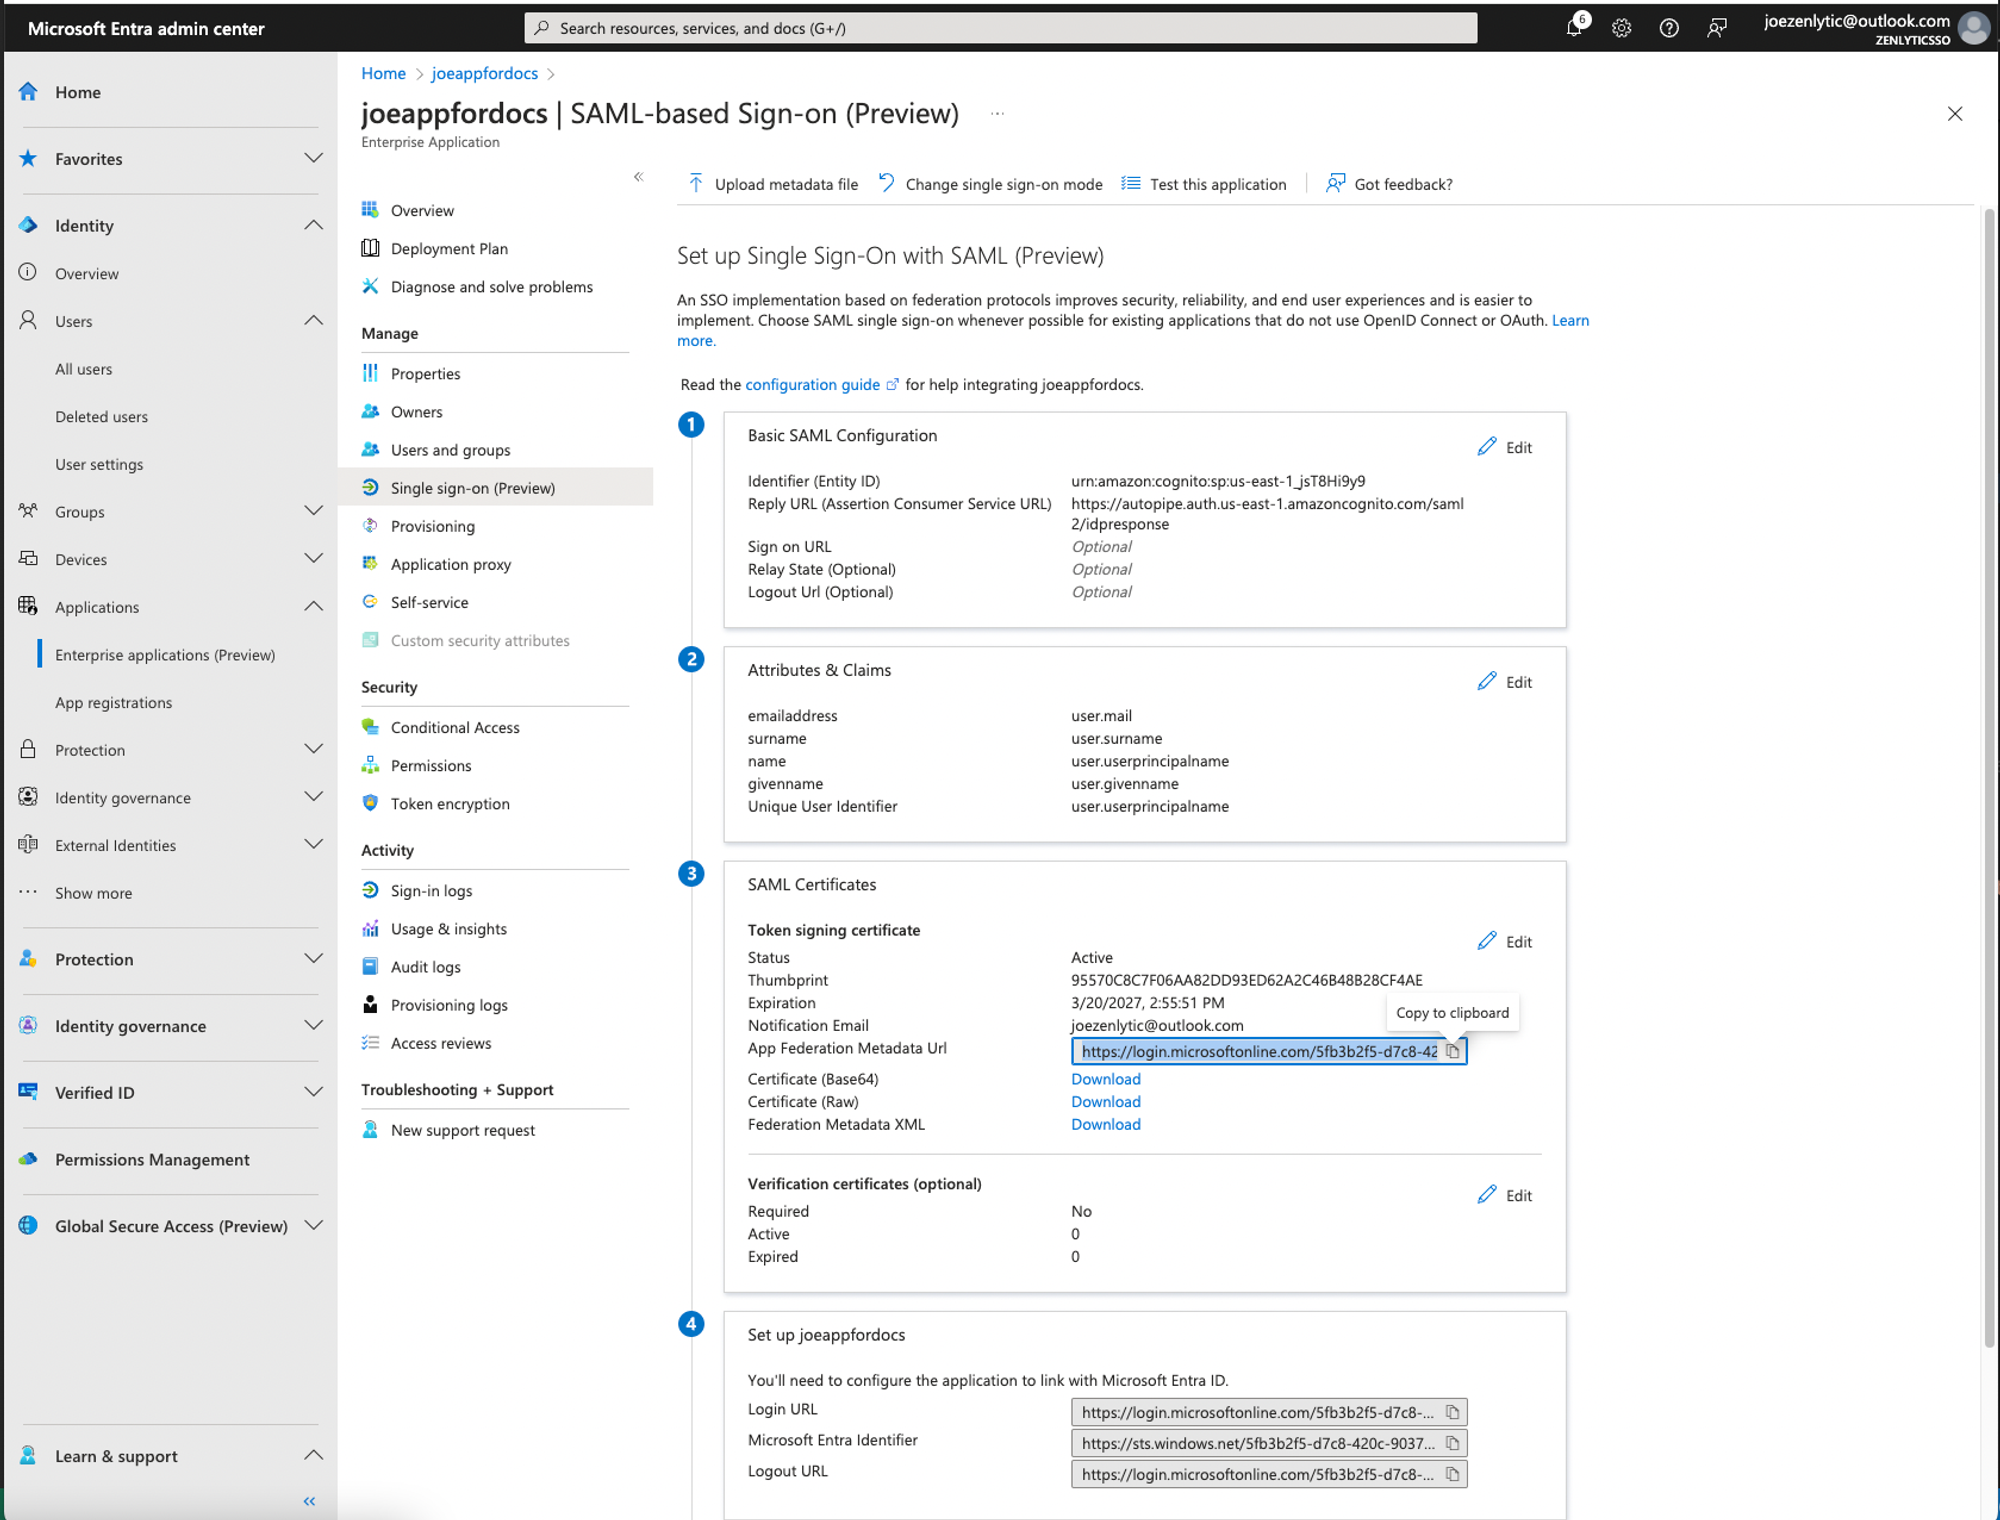 Microsoft Entra admin center
Search resources, services, and docs (G+/)
6
joezenlytic@outlook.com
ZENLYTICSSO
Home
Favorites
Identity
Overview
Users
All users
Deleted users
User settings
Groups
Devices
Applications
Enterprise applications (Preview)
App registrations
Protection
Identity governance
External Identities
Show more
Protection
Identity governance
Verified ID
Permissions Management
Global Secure Access (Preview)
Learn & support
Home > joeappfordocs >
joeappfordocs | SAML-based Sign-on (Preview) ...
Enterprise Application
Overview
Deployment Plan
Diagnose and solve problems
Manage
Properties
Owners
Users and groups
Single sign-on (Preview)
Provisioning
Application proxy
Self-service
Custom security attributes
Security
Conditional Access
Permissions
Token encryption
Activity
Sign-in logs
Usage & insights
Audit logs
Provisioning logs
Access reviews
Troubleshooting + Support
New support request
Upload metadata file Change single sign-on mode Test this application Got feedback?
Set up Single Sign-On with SAML (Preview)
An SSO implementation based on federation protocols improves security, reliability, and end user experiences and is easier to
implement. Choose SAML single sign-on whenever possible for existing applications that do not use OpenID Connect or OAuth. Learn
more.
Read the configuration guide for help integrating joeappfordocs.
1
Basic SAML Configuration
Edit
Identifier (Entity ID) urn:amazon:cognito:sp:us-east-1_jsT8Hi9y9
Reply URL (Assertion Consumer Service URL) https://autopipe.auth.us-east-1.amazoncognito.com/saml
2/idpresponse
Sign on URL Optional
Relay State (Optional) Optional
Logout Url (Optional) Optional
2
Attributes & Claims
Edit
emailaddress user.mail
surname user.surname
name user.userprincipalname
givenname user.givenname
Unique User Identifier user.userprincipalname
3
SAML Certificates
Token signing certificate
Edit
Status Active
Thumbprint 95570C8C7F06AA82DD93ED62A2C46B48B28CF4AE
Expiration 3/20/2027, 2:55:51 PM
Copy to clipboard
Notification Email joezenlytic@outlook.com
App Federation Metadata Url https://login.microsoftonline.com/5fb3b2f5-d7c8-42
Certificate (Base64) Download
Certificate (Raw) Download
Federation Metadata XML Download
Verification certificates (optional)
Edit
Required No
Active 0
Expired 0
4
Set up joeappfordocs
You'll need to configure the application to link with Microsoft Entra ID.
Login URL https://login.microsoftonline.com/5fb3b2f5-d7c8-...
Microsoft Entra Identifier https://sts.windows.net/5fb3b2f5-d7c8-420c-9037...
Logout URL https://login.microsoftonline.com/5fb3b2f5-d7c8-...